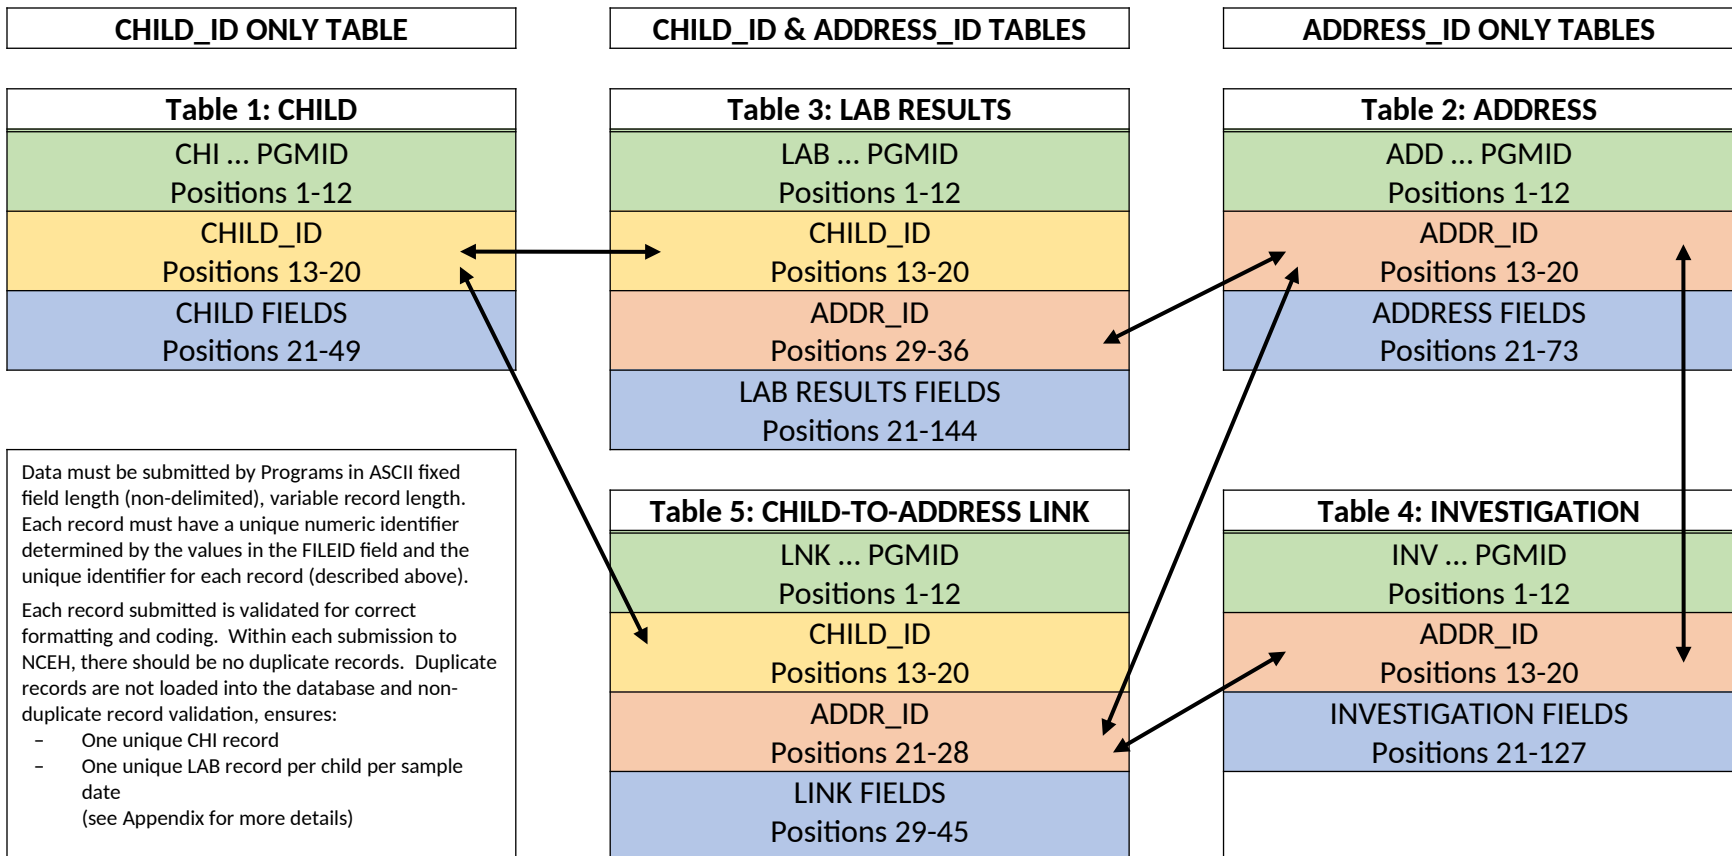 CHILD_ID ONLY TABLE
CHILD_ID & ADDRESS_ID TABLES
ADDRESS_ID ONLY TABLES
Table 1: CHILD
CHI ... PGMID
Positions 1-12
CHILD_ID
Positions 13-20
CHILD FIELDS
Positions 21-49
Table 3: LAB RESULTS
LAB ... PGMID
Positions 1-12
CHILD_ID
Positions 13-20
ADDR_ID
Positions 29-36
LAB RESULTS FIELDS
Positions 21-144
Table 2: ADDRESS
ADD ... PGMID
Positions 1-12
ADDR_ID
Positions 13-20
ADDRESS FIELDS
Positions 21-73
Data must be submitted by Programs in ASCII fixed
field length (non-delimited), variable record length.
Each record must have a unique numeric identifier
determined by the values in the FILEID field and the
unique identifier for each record (described above).
Each record submitted is validated for correct
formatting and coding.  Within each submission to
NCEH, there should be no duplicate records.  Duplicate
records are not loaded into the database and non-
duplicate record validation, ensures:
– One unique CHI record
– One unique LAB record per child per sample
date
(see Appendix for more details)
Table 5: CHILD-TO-ADDRESS LINK
LNK ... PGMID
Positions 1-12
CHILD_ID
Positions 13-20
ADDR_ID
Positions 21-28
LINK FIELDS
Positions 29-45
Table 4: INVESTIGATION
INV ... PGMID
Positions 1-12
ADDR_ID
Positions 13-20
INVESTIGATION FIELDS
Positions 21-127